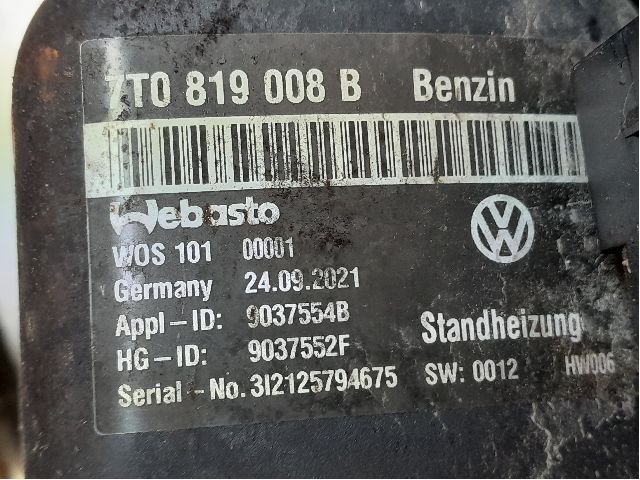 7T0 819 008 B Benzin
Webasto
WOS 101 00001
Germany 24.09.2021
Appl-ID: 9037554B
HG-ID: 9037552F
Serial-No. 3I2125794675
Standheizung
SW: 0012 HW006